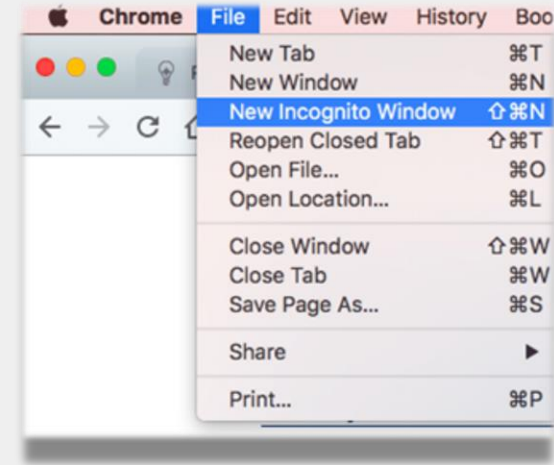 Chrome File Edit View History Boo
New Tab ⌘T
New Window ⌘N
New Incognito Window ⇧⌘N
Reopen Closed Tab ⇧⌘T
Open File... ⌘O
Open Location... ⌘L
Close Window ⇧⌘W
Close Tab ⌘W
Save Page As... ⌘S
Share ▶
Print... ⌘P